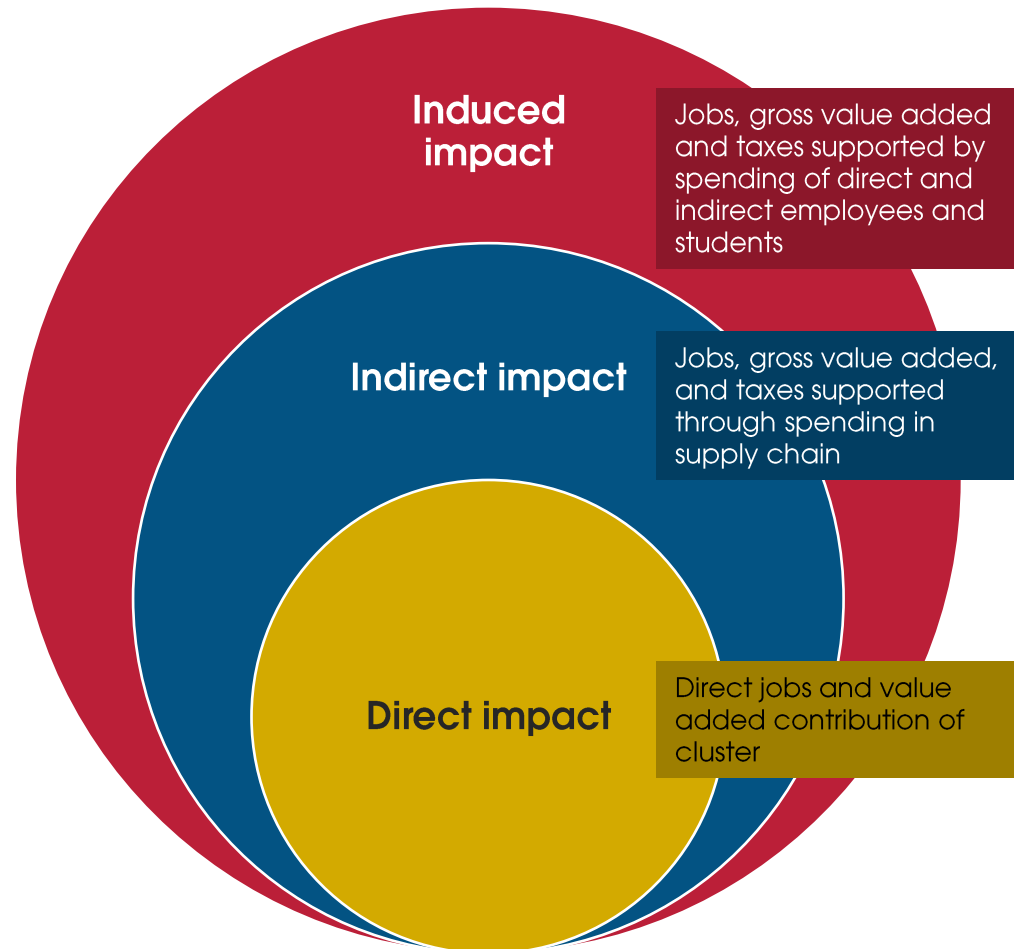 Induced
impact
Jobs, gross value added
and taxes supported by
spending of direct and
indirect employees and
students
Indirect impact
Jobs, gross value added,
and taxes supported
through spending in
supply chain
Direct impact
Direct jobs and value
added contribution of
cluster